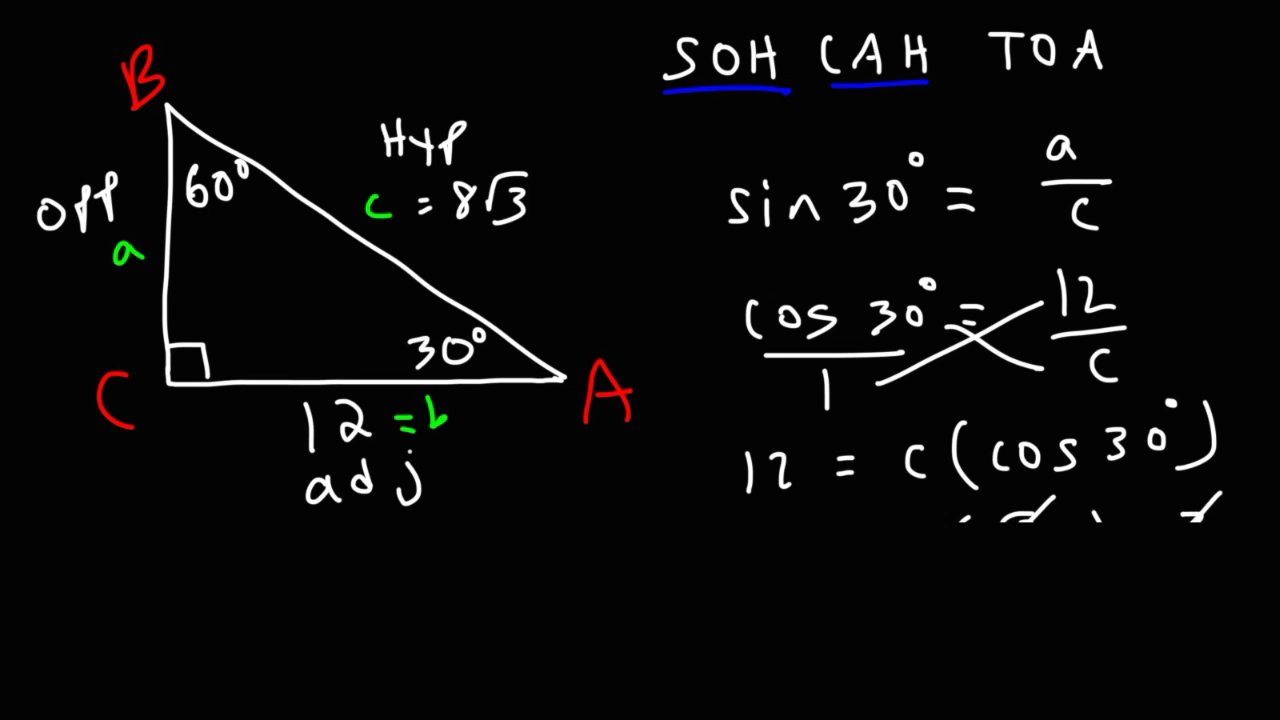 SOH CAH TOA
B
Hyp
60°
opp
c = 8√3
a
sin 30° = a/c
cos 30°/1 = 12/c
30°
C
A
12 = b
adj
12 = c(cos 30°)